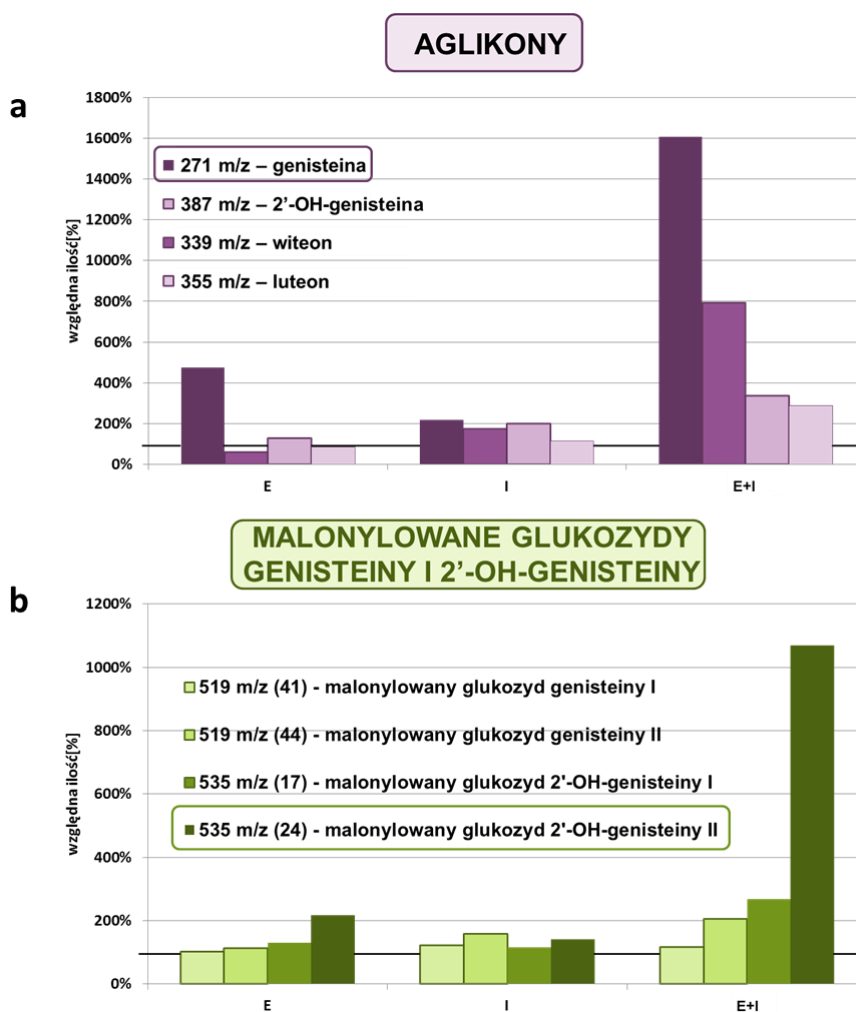 AGLIKONY
a
1800%
1600%
1400%
1200%
1000%
800%
600%
400%
200%
0%
względna ilość[%]
271 m/z – genisteina
387 m/z – 2’-OH-genisteina
339 m/z – witeon
355 m/z – luteon
E
I
E+I
MALONYLOWANE GLUKOZYDY
GENISTEINY I 2’-OH-GENISTEINY
b
1200%
1000%
800%
600%
400%
200%
0%
względna ilość[%]
519 m/z (41) - malonylowany glukozyd genisteiny I
519 m/z (44) - malonylowany glukozyd genisteiny II
535 m/z (17) - malonylowany glukozyd 2'-OH-genisteiny I
535 m/z (24) - malonylowany glukozyd 2'-OH-genisteiny II
E
I
E+I